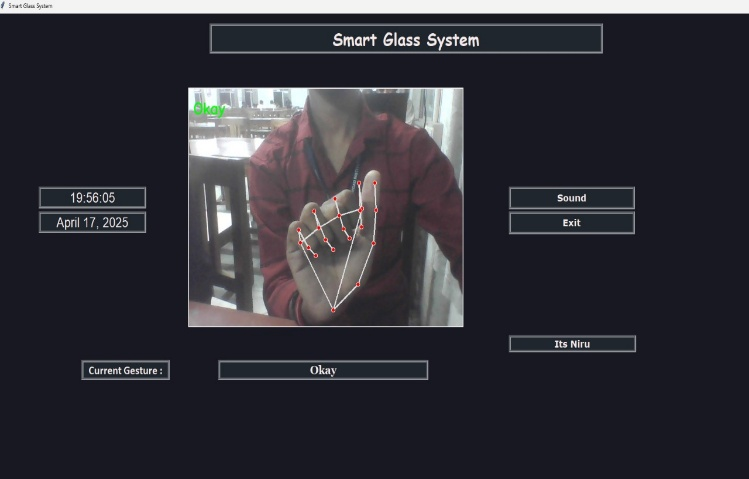 Smart Glass System
Smart Glass System
Okay
19:56:05
April 17, 2025
Sound
Exit
Its Niru
Current Gesture :
Okay